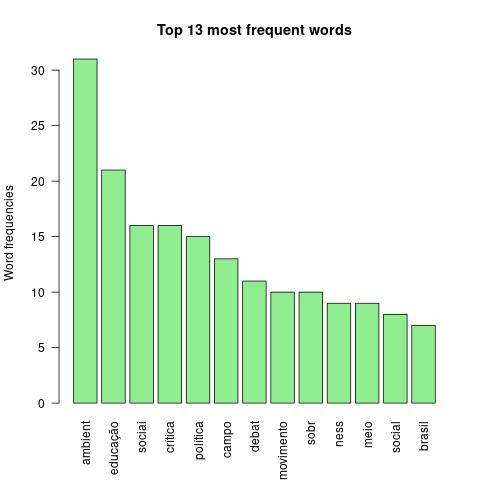 Top 13 most frequent words
Word frequencies
30
25
20
15
10
5
0
ambient
educação
sociai
crítica
política
campo
debat
movimento
sobr
ness
meio
social
brasil